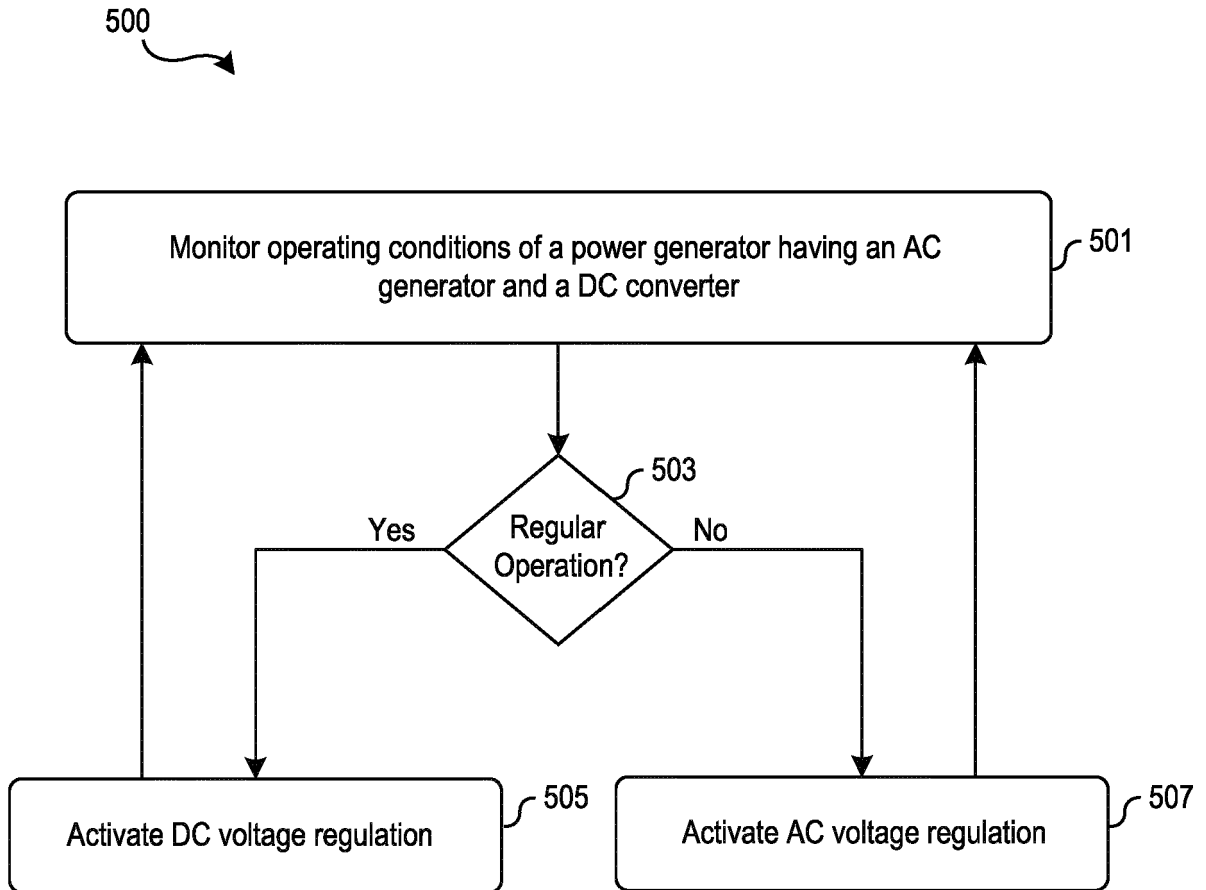 500
Monitor operating conditions of a power generator having an AC
generator and a DC converter
501
503
Yes
Regular
Operation?
No
Activate DC voltage regulation
505
Activate AC voltage regulation
507